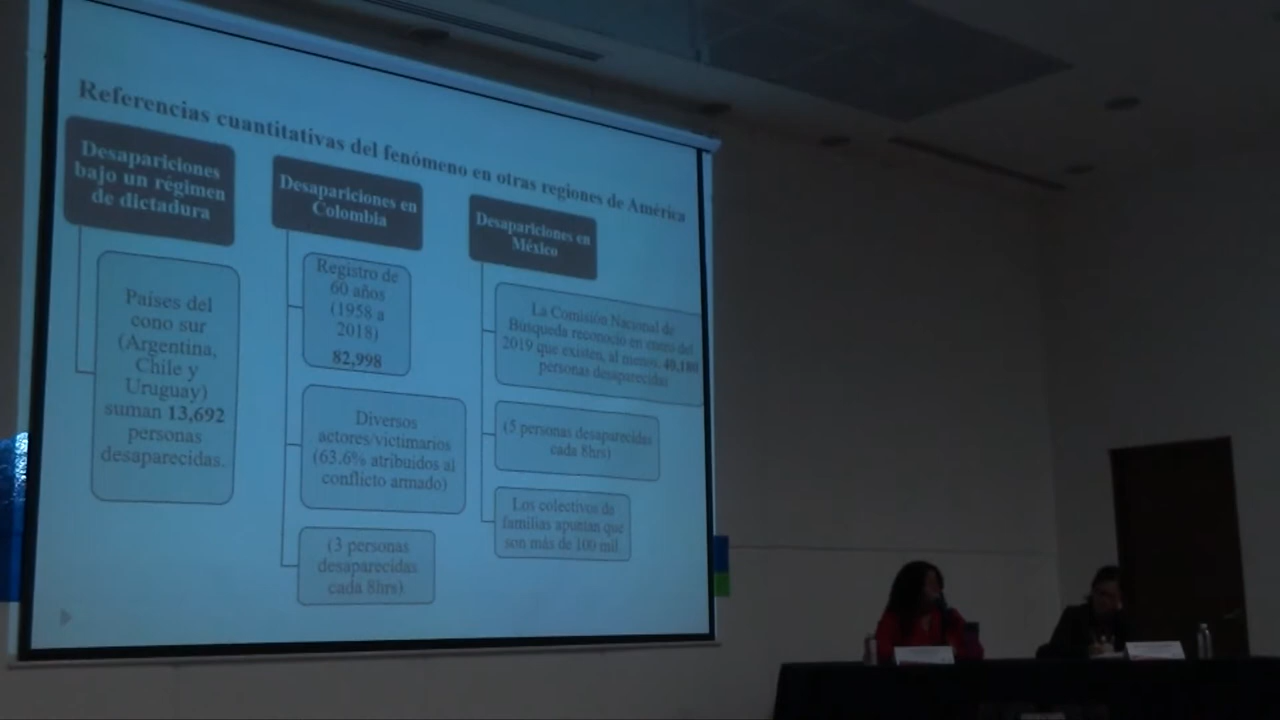 Referencias cuantitativas del fenómeno en otras regiones de América
Desapariciones
bajo un régimen
de dictadura
Países del
cono sur
(Argentina,
Chile y
Uruguay)
suman 13,692
personas
desaparecidas.
Desapariciones en
Colombia
Registro de
60 años
(1958 a
2018)
82,998
Diversos
actores/victimarios
(63.6% atribuidos al
conflicto armado)
(3 personas
desaparecidas
cada 8hrs)
Desapariciones en
México
La Comisión Nacional de
Búsqueda reconoció en enero del
2019 que existen, al menos, 40,180
personas desaparecidas
(5 personas desaparecidas
cada 8hrs)
Los colectivos de
familias apuntan que
son más de 100 mil.